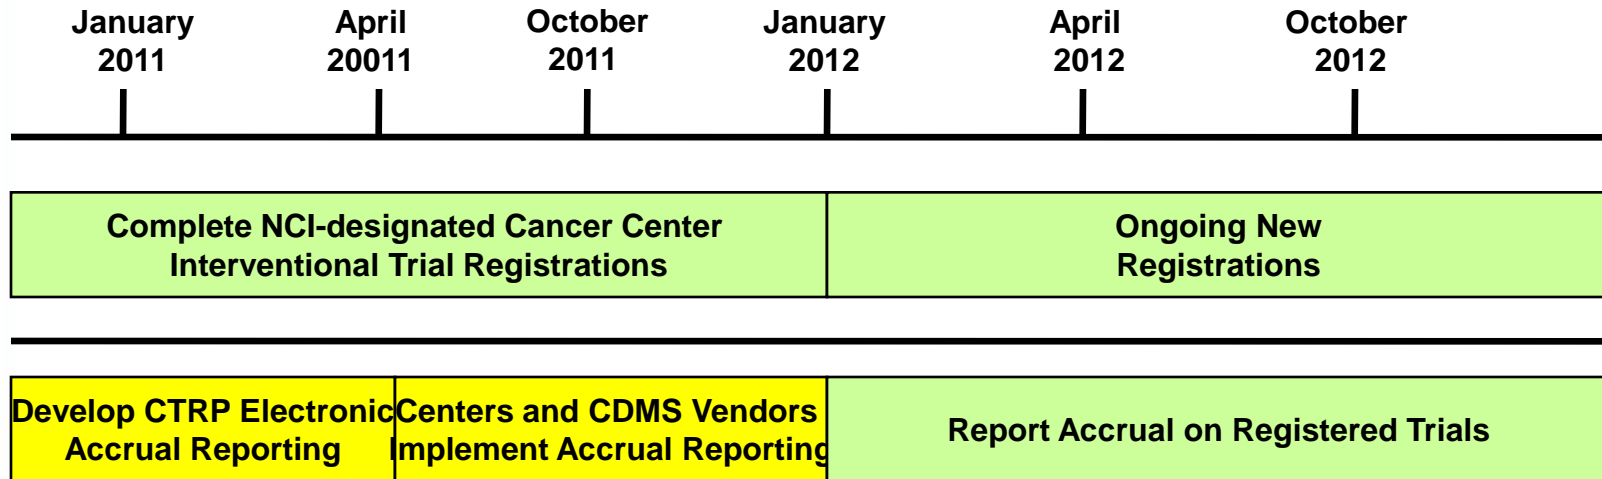 January April October January April October
2011 20011 2011 2012 2012 2012
Complete NCI-designated Cancer Center
Interventional Trial Registrations
Ongoing New
Registrations
Develop CTRP Electronic
Accrual Reporting
Centers and CDMS Vendors
Implement Accrual Reporting
Report Accrual on Registered Trials